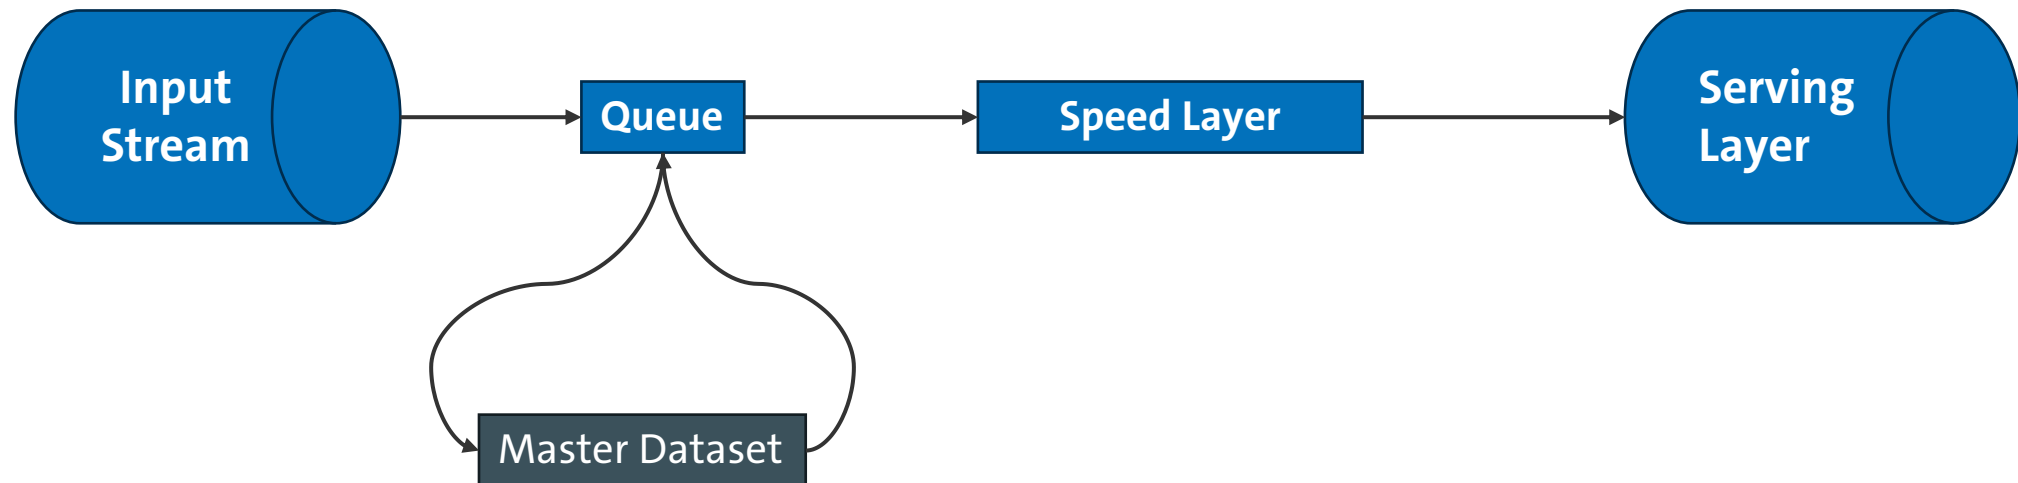 Input
Stream
Queue
Speed Layer
Serving
Layer
Master Dataset